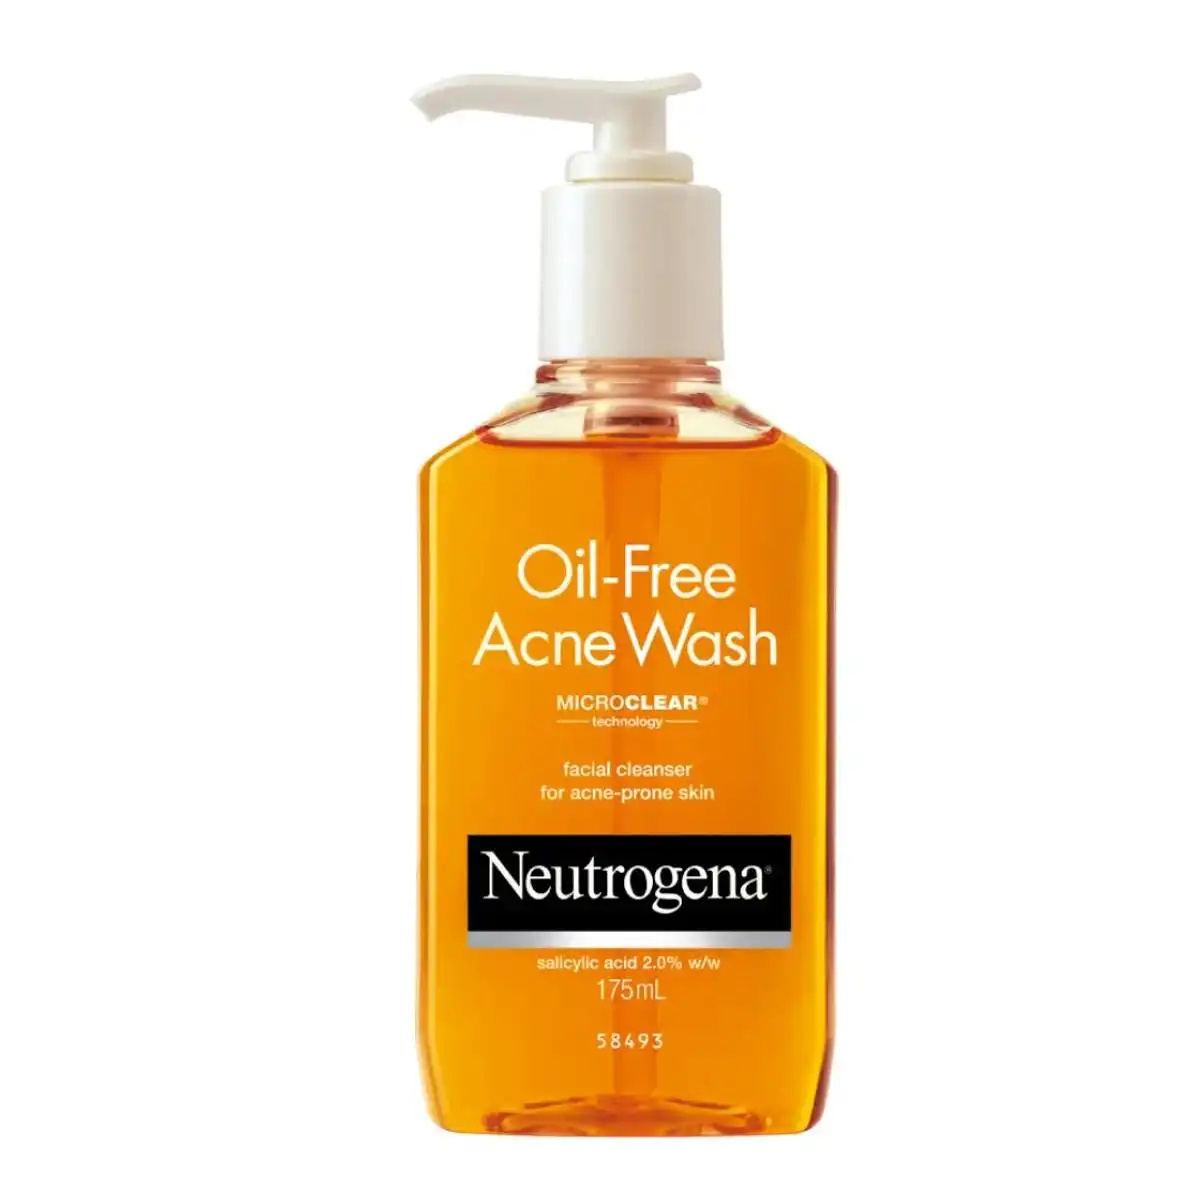 Oil-Free
Acne Wash
MICROCLEAR®
technology
facial cleanser
for acne-prone skin
Neutrogena®
salicylic acid 2.0% w/w
175mL
58493